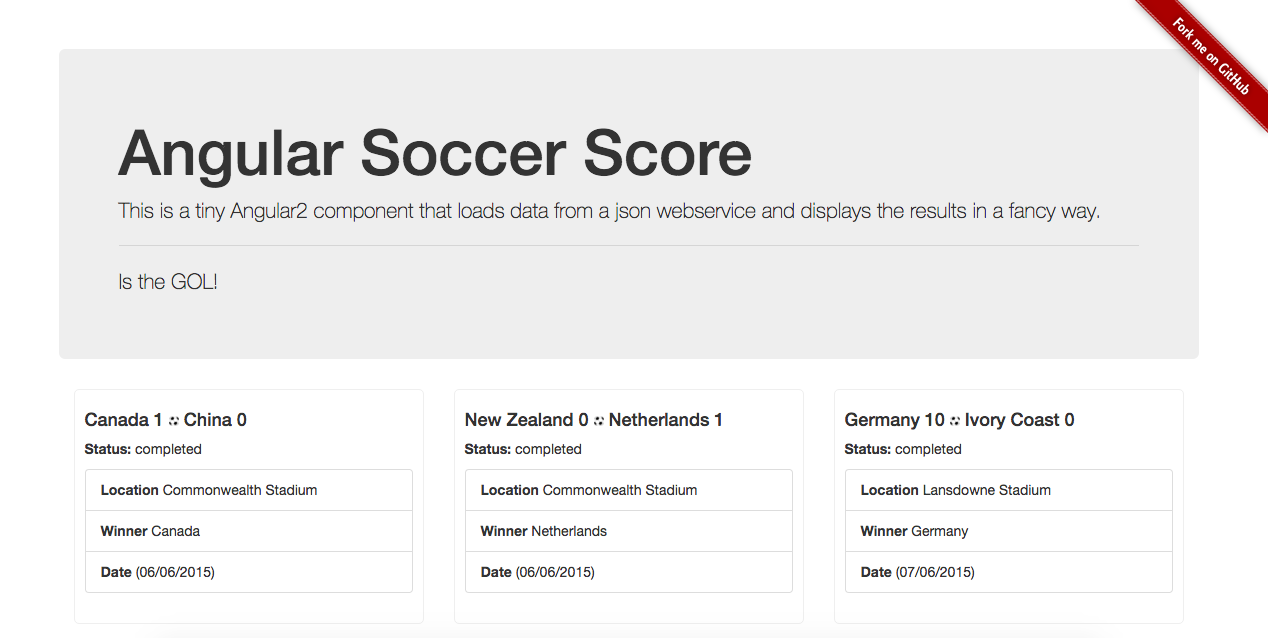 Fork me on GitHub
Angular Soccer Score
This is a tiny Angular2 component that loads data from a json webservice and displays the results in a fancy way.
Is the GOL!
Canada 1 ⚽ China 0
Status: completed
Location Commonwealth Stadium
Winner Canada
Date (06/06/2015)
New Zealand 0 ⚽ Netherlands 1
Status: completed
Location Commonwealth Stadium
Winner Netherlands
Date (06/06/2015)
Germany 10 ⚽ Ivory Coast 0
Status: completed
Location Lansdowne Stadium
Winner Germany
Date (07/06/2015)